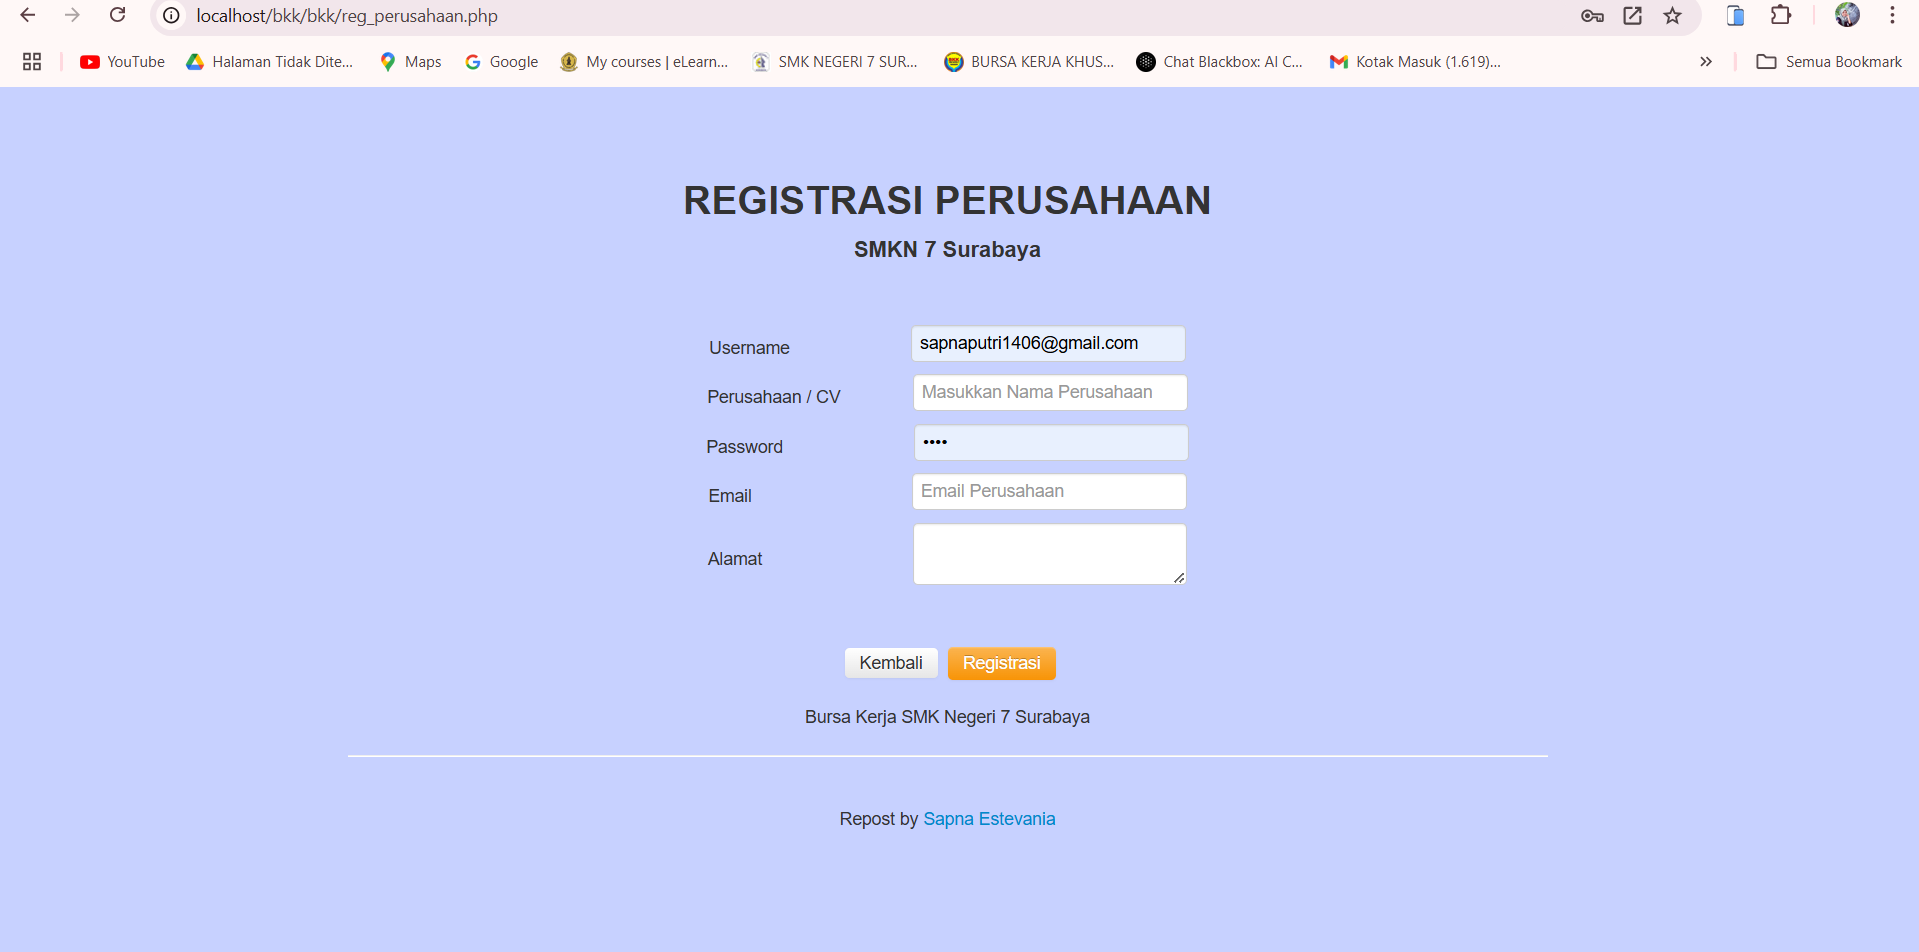 localhost/bkk/bkk/reg_perusahaan.php
YouTube Halaman Tidak Dite... Maps Google My courses | eLearn... SMK NEGERI 7 SUR... BURSA KERJA KHUS... Chat Blackbox: AI C... Kotak Masuk (1.619)... » Semua Bookmark
REGISTRASI PERUSAHAAN
SMKN 7 Surabaya
Username sapnaputri1406@gmail.com
Perusahaan / CV Masukkan Nama Perusahaan
Password ••••
Email Email Perusahaan
Alamat
Kembali Registrasi
Bursa Kerja SMK Negeri 7 Surabaya
Repost by Sapna Estevania